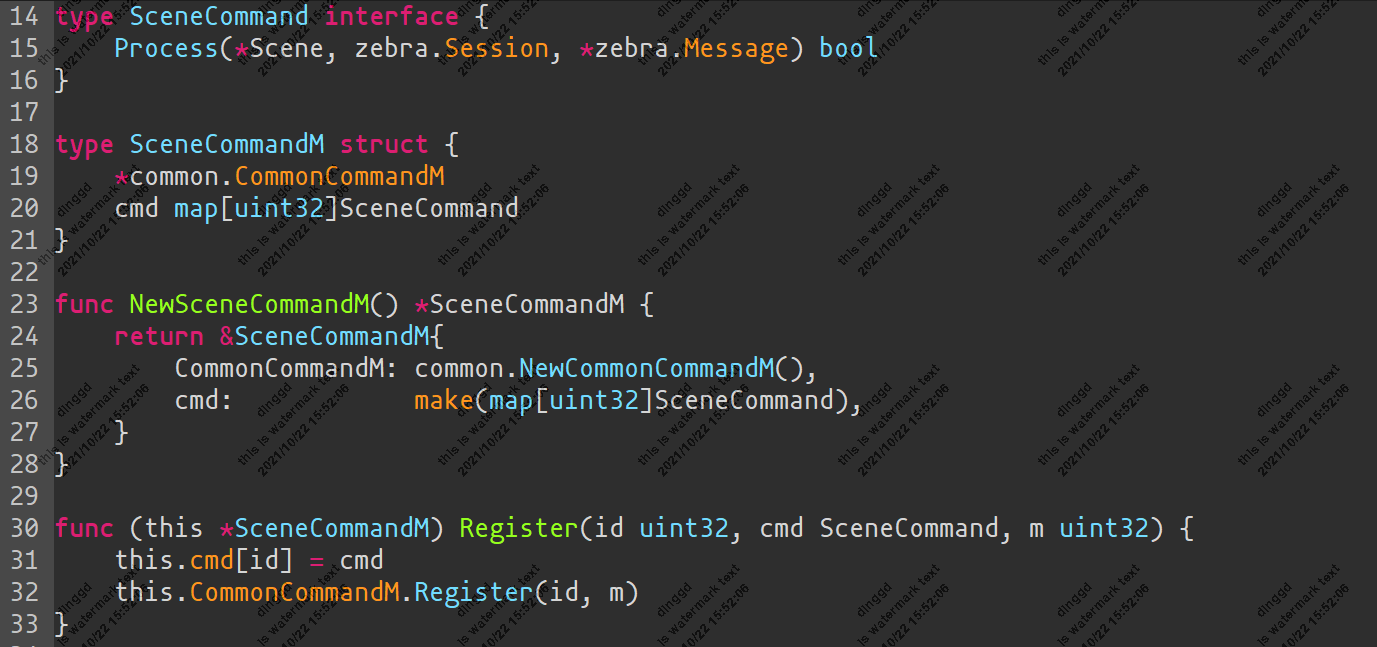 14 type SceneCommand interface {
15     Process(*Scene, zebra.Session, *zebra.Message) bool
16 }
17
18 type SceneCommandM struct {
19     *common.CommonCommandM
20     cmd map[uint32]SceneCommand
21 }
22
23 func NewSceneCommandM() *SceneCommandM {
24     return &SceneCommandM{
25         CommonCommandM: common.NewCommonCommandM(),
26         cmd:            make(map[uint32]SceneCommand),
27     }
28 }
29
30 func (this *SceneCommandM) Register(id uint32, cmd SceneCommand, m uint32) {
31     this.cmd[id] = cmd
32     this.CommonCommandM.Register(id, m)
33 }
dinggd
this is watermark text
2021/10/22 15:52:06